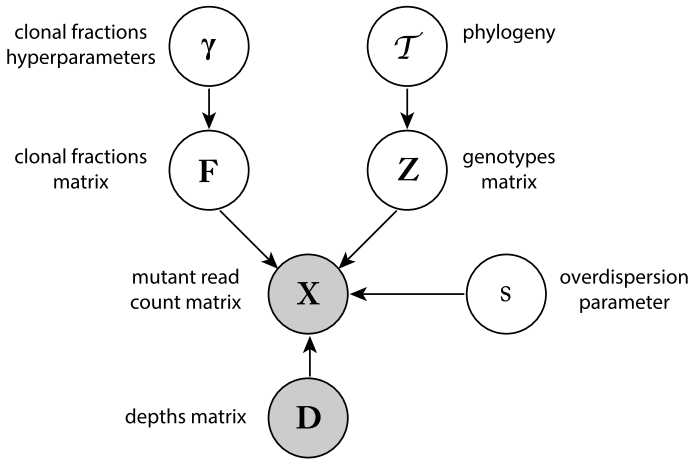 clonal fractions
hyperparameters
γ
𝒯
phylogeny
clonal fractions
matrix
F
Z
genotypes
matrix
mutant read
count matrix
X
s
overdispersion
parameter
depths matrix
D